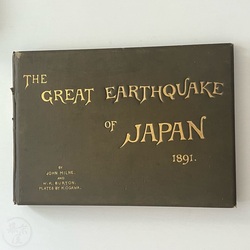 THE
GREAT EARTHQUAKE
OF JAPAN
1891.
BY
JOHN MILNE
AND
W. K. BURTON.
PLATES BY K. OGAWA.